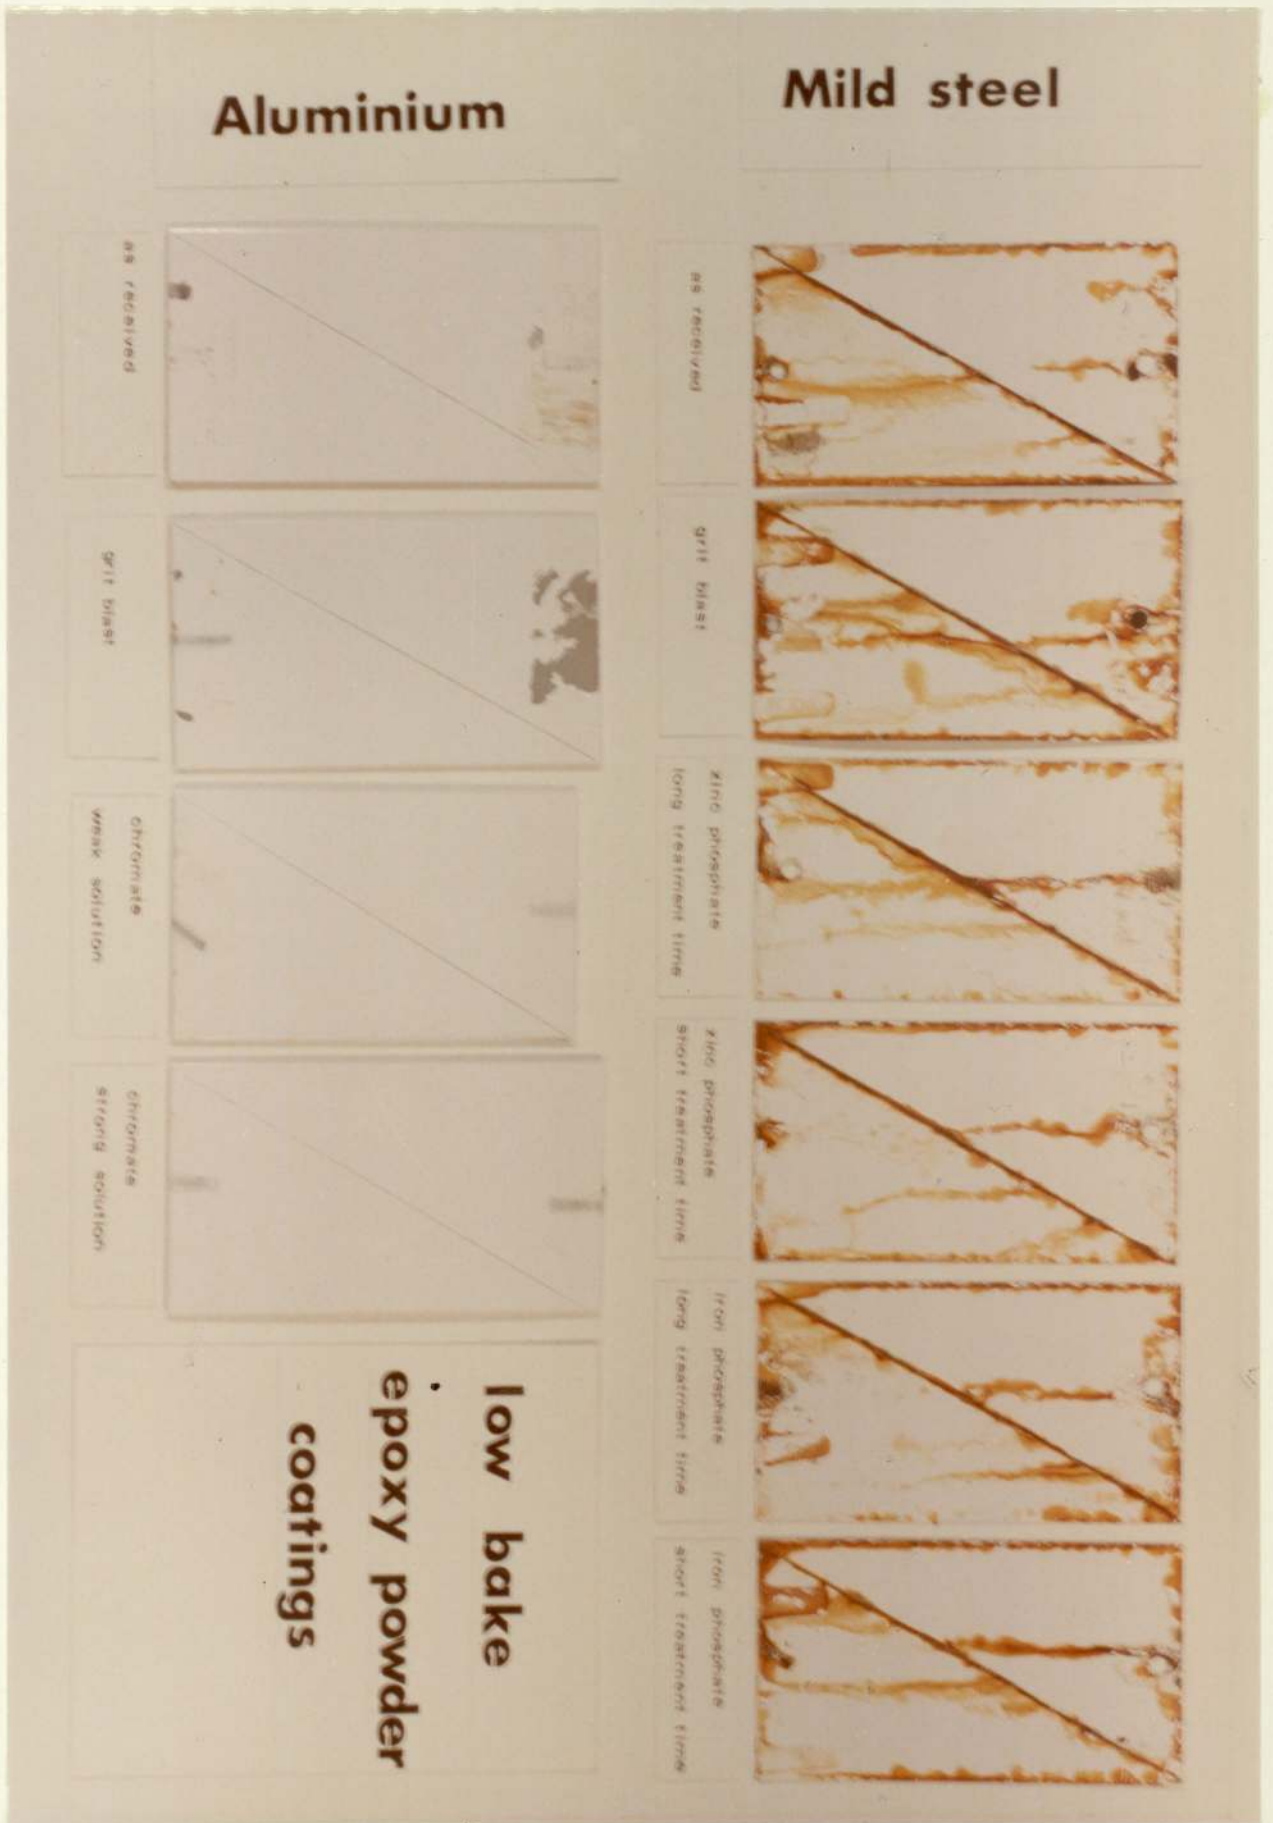 Aluminium
as received
grit blast
chromate
weak solution
chromate
strong solution
low bake
epoxy powder
coatings
Mild steel
as received
grit blast
zinc phosphate
long treatment time
zinc phosphate
short treatment time
iron phosphate
long treatment time
iron phosphate
short treatment time